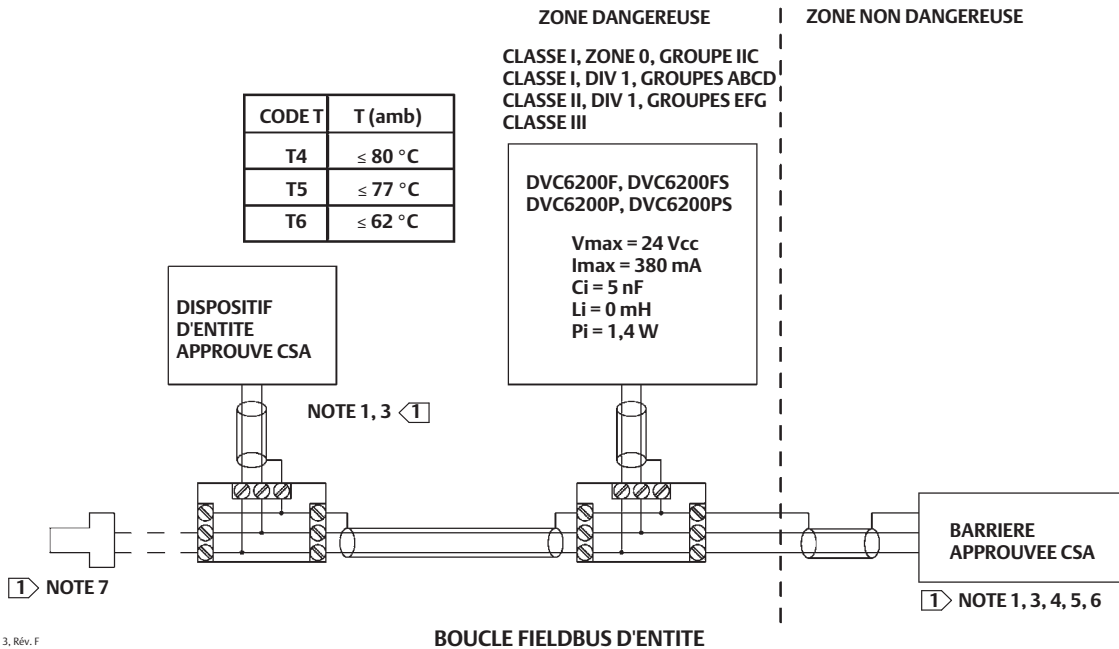 ZONE DANGEREUSE
ZONE NON DANGEREUSE
CLASSE I, ZONE 0, GROUPE IIC
CLASSE I, DIV 1, GROUPES ABCD
CLASSE II, DIV 1, GROUPES EFG
CLASSE III
CODE T T (amb)
T4 ≤ 80 °C
T5 ≤ 77 °C
T6 ≤ 62 °C
DVC6200F, DVC6200FS
DVC6200P, DVC6200PS
Vmax = 24 Vcc
Imax = 380 mA
Ci = 5 nF
Li = 0 mH
Pi = 1,4 W
DISPOSITIF
D'ENTITE
APPROUVE CSA
NOTE 1, 3 1
BARRIERE
APPROUVEE CSA
1 NOTE 7
1 NOTE 1, 3, 4, 5, 6
3, Rév. F
BOUCLE FIELDBUS D'ENTITE